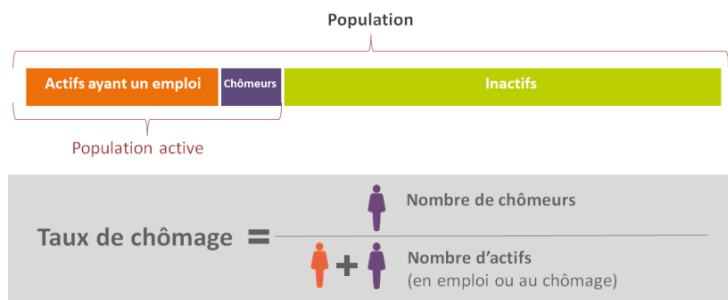 Population
Actifs ayant un emploi Chômeurs Inactifs
Population active
Nombre de chômeurs
Taux de chômage =
+ Nombre d'actifs
(en emploi ou au chômage)